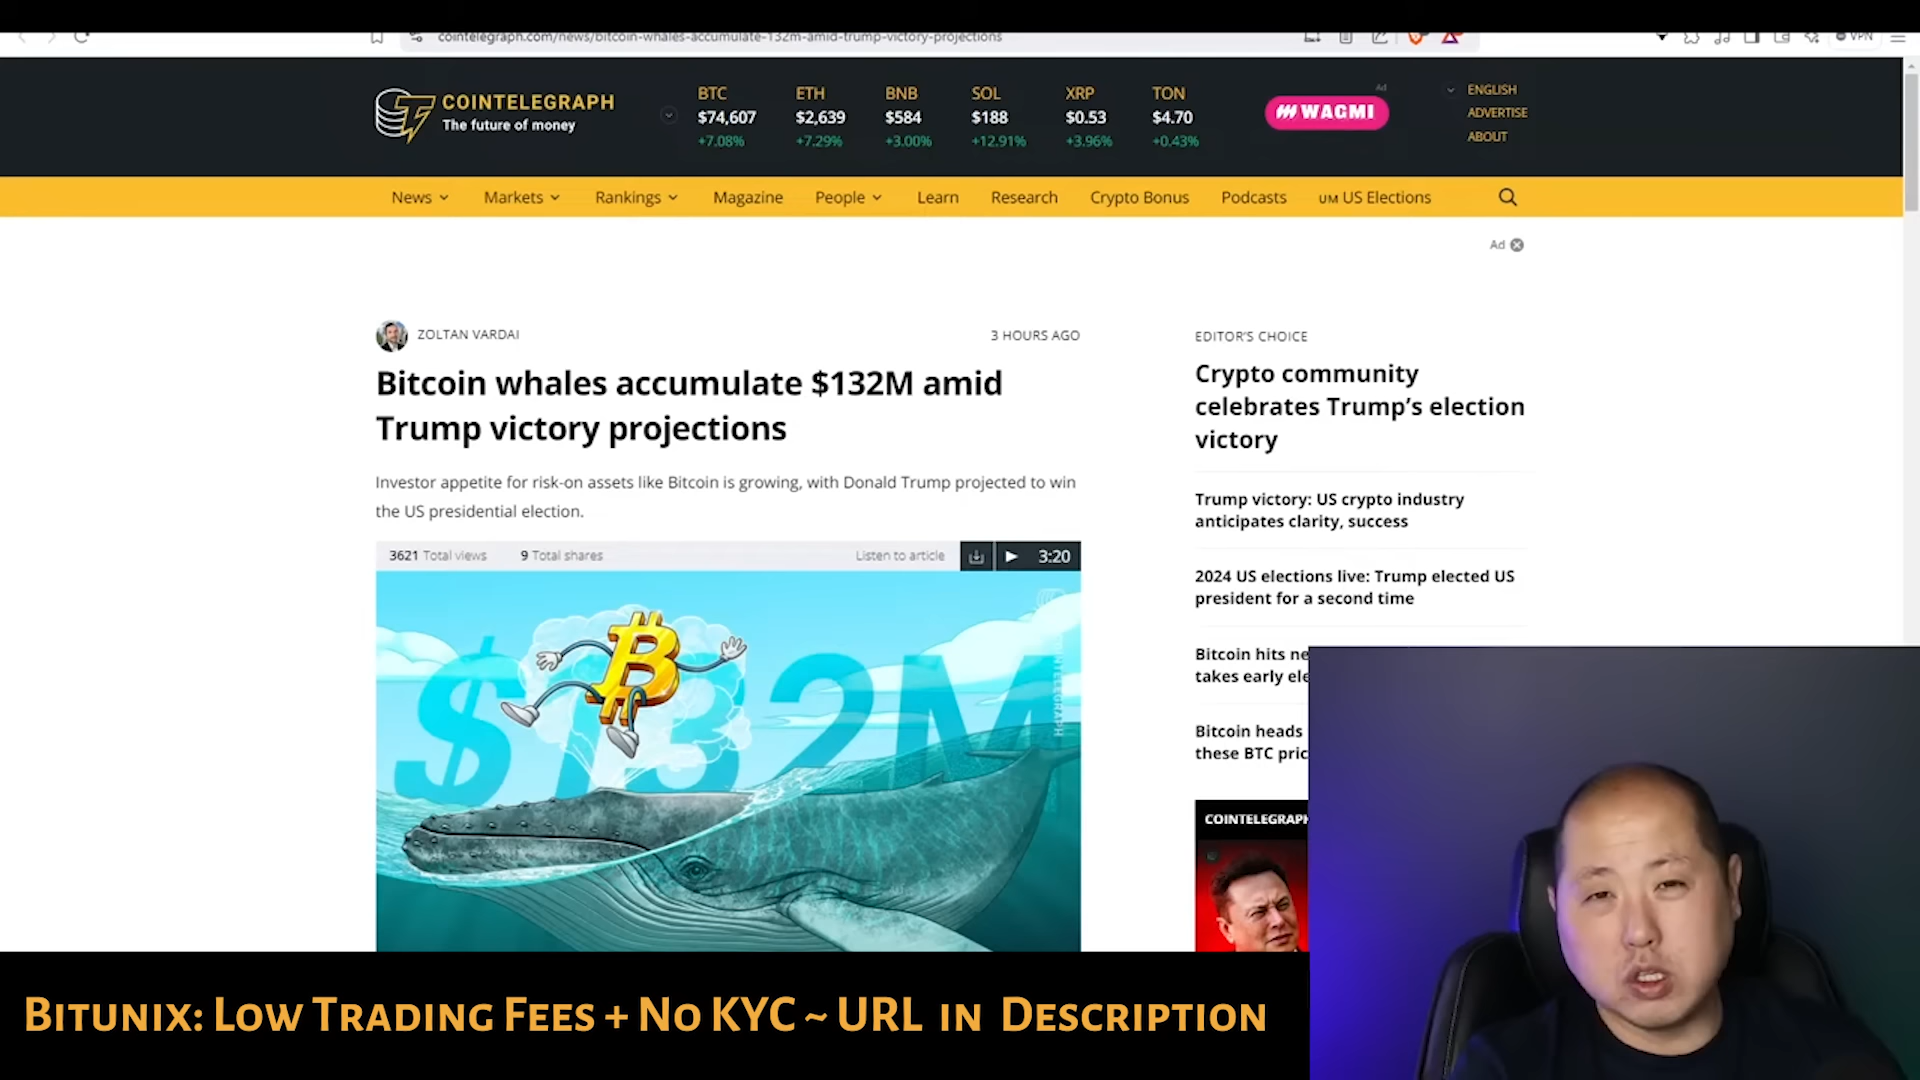 cointelegraph.com/news/bitcoin-whales-accumulate-132m-amid-trump-victory-projections
VPN
COINTELEGRAPH
The future of money
BTC
$74,607
+7.08%
ETH
$2,639
+7.29%
BNB
$584
+3.00%
SOL
$188
+12.91%
XRP
$0.53
+3.96%
TON
$4.70
+0.43%
Ad
WAGMI
ENGLISH
ADVERTISE
ABOUT
News Markets Rankings Magazine People Learn Research Crypto Bonus Podcasts US Elections
Ad
ZOLTAN VARDAI
3 HOURS AGO
Bitcoin whales accumulate $132M amid
Trump victory projections
Investor appetite for risk-on assets like Bitcoin is growing, with Donald Trump projected to win
the US presidential election.
3621 Total views 9 Total shares Listen to article 3:20
$132M
COINTELEGRAPH
EDITOR'S CHOICE
Crypto community
celebrates Trump's election
victory
Trump victory: US crypto industry
anticipates clarity, success
2024 US elections live: Trump elected US
president for a second time
Bitcoin hits ne
takes early ele
Bitcoin heads
these BTC pric
COINTELEGRAPH
Bitunix: Low Trading Fees + No KYC ~ URL in Description